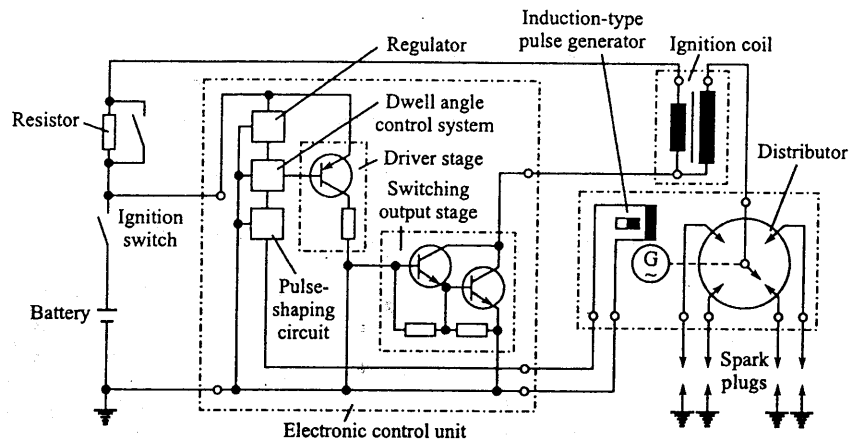 Induction-type
pulse generator
Ignition coil
Regulator
Resistor
Dwell angle
control system
Distributor
Driver stage
Switching
output stage
Ignition
switch
G
~
Battery
Pulse-
shaping
circuit
Spark
plugs
Electronic control unit